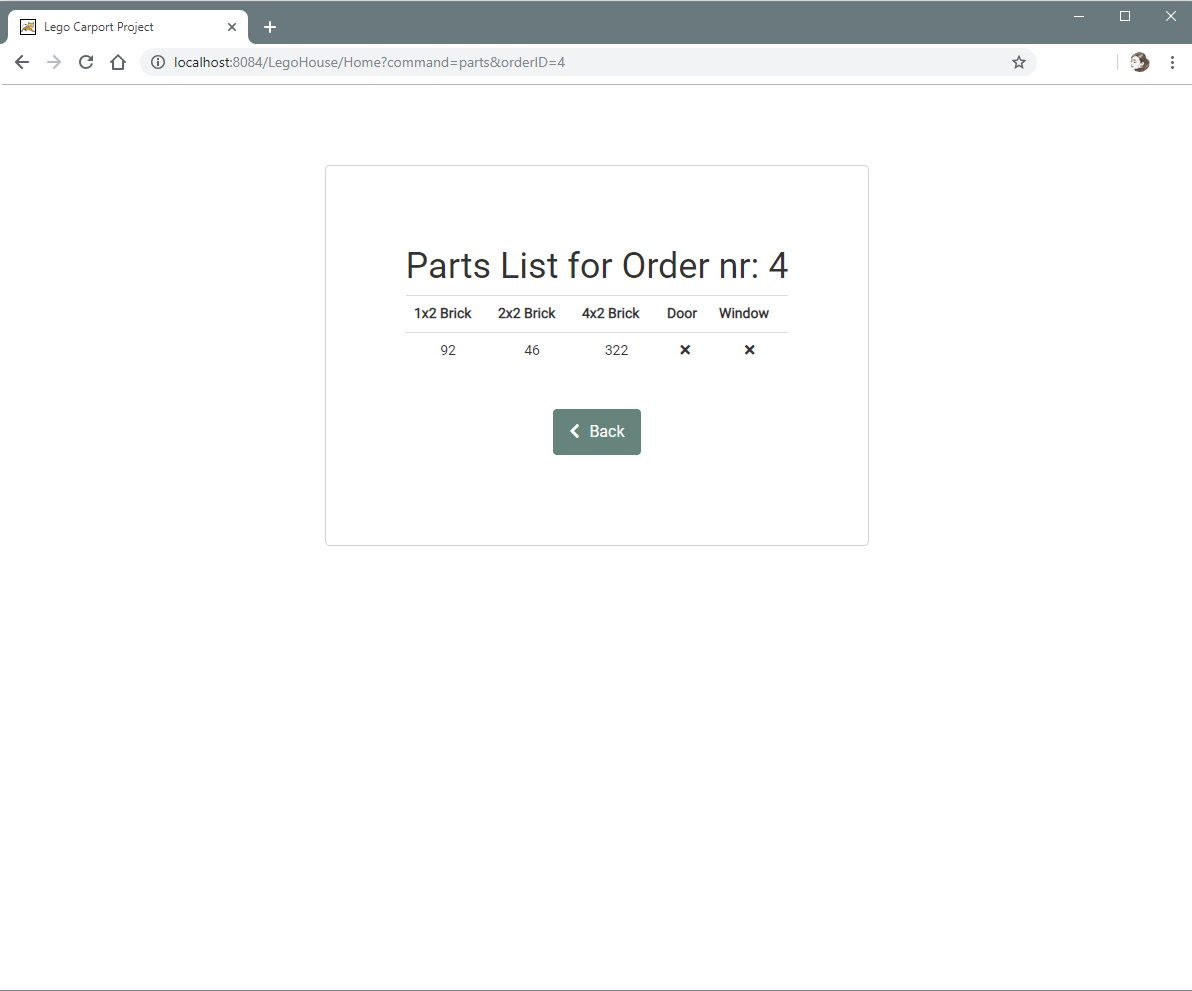 Lego Carport Project
localhost:8084/LegoHouse/Home?command=parts&orderID=4
Parts List for Order nr: 4
1x2 Brick 2x2 Brick 4x2 Brick Door Window
92 46 322
Back